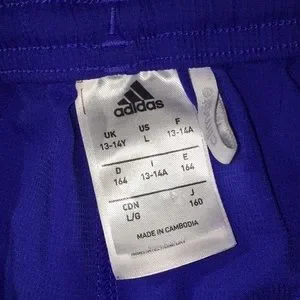 adidas
UK US F
13-14Y L 13-14A
D I E
164 13-14A 164
CDN J
L/G 160
MADE IN CAMBODIA